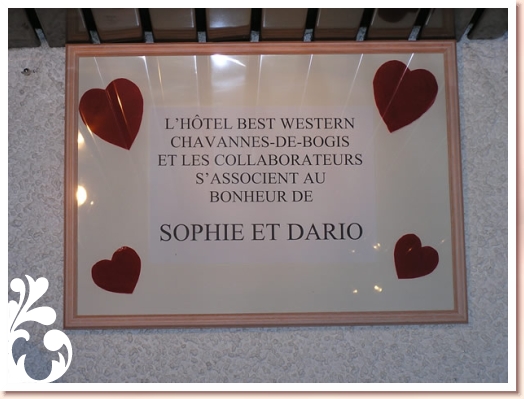 L'HÔTEL BEST WESTERN
CHAVANNES-DE-BOGIS
ET LES COLLABORATEURS
S'ASSOCIENT AU
BONHEUR DE
SOPHIE ET DARIO